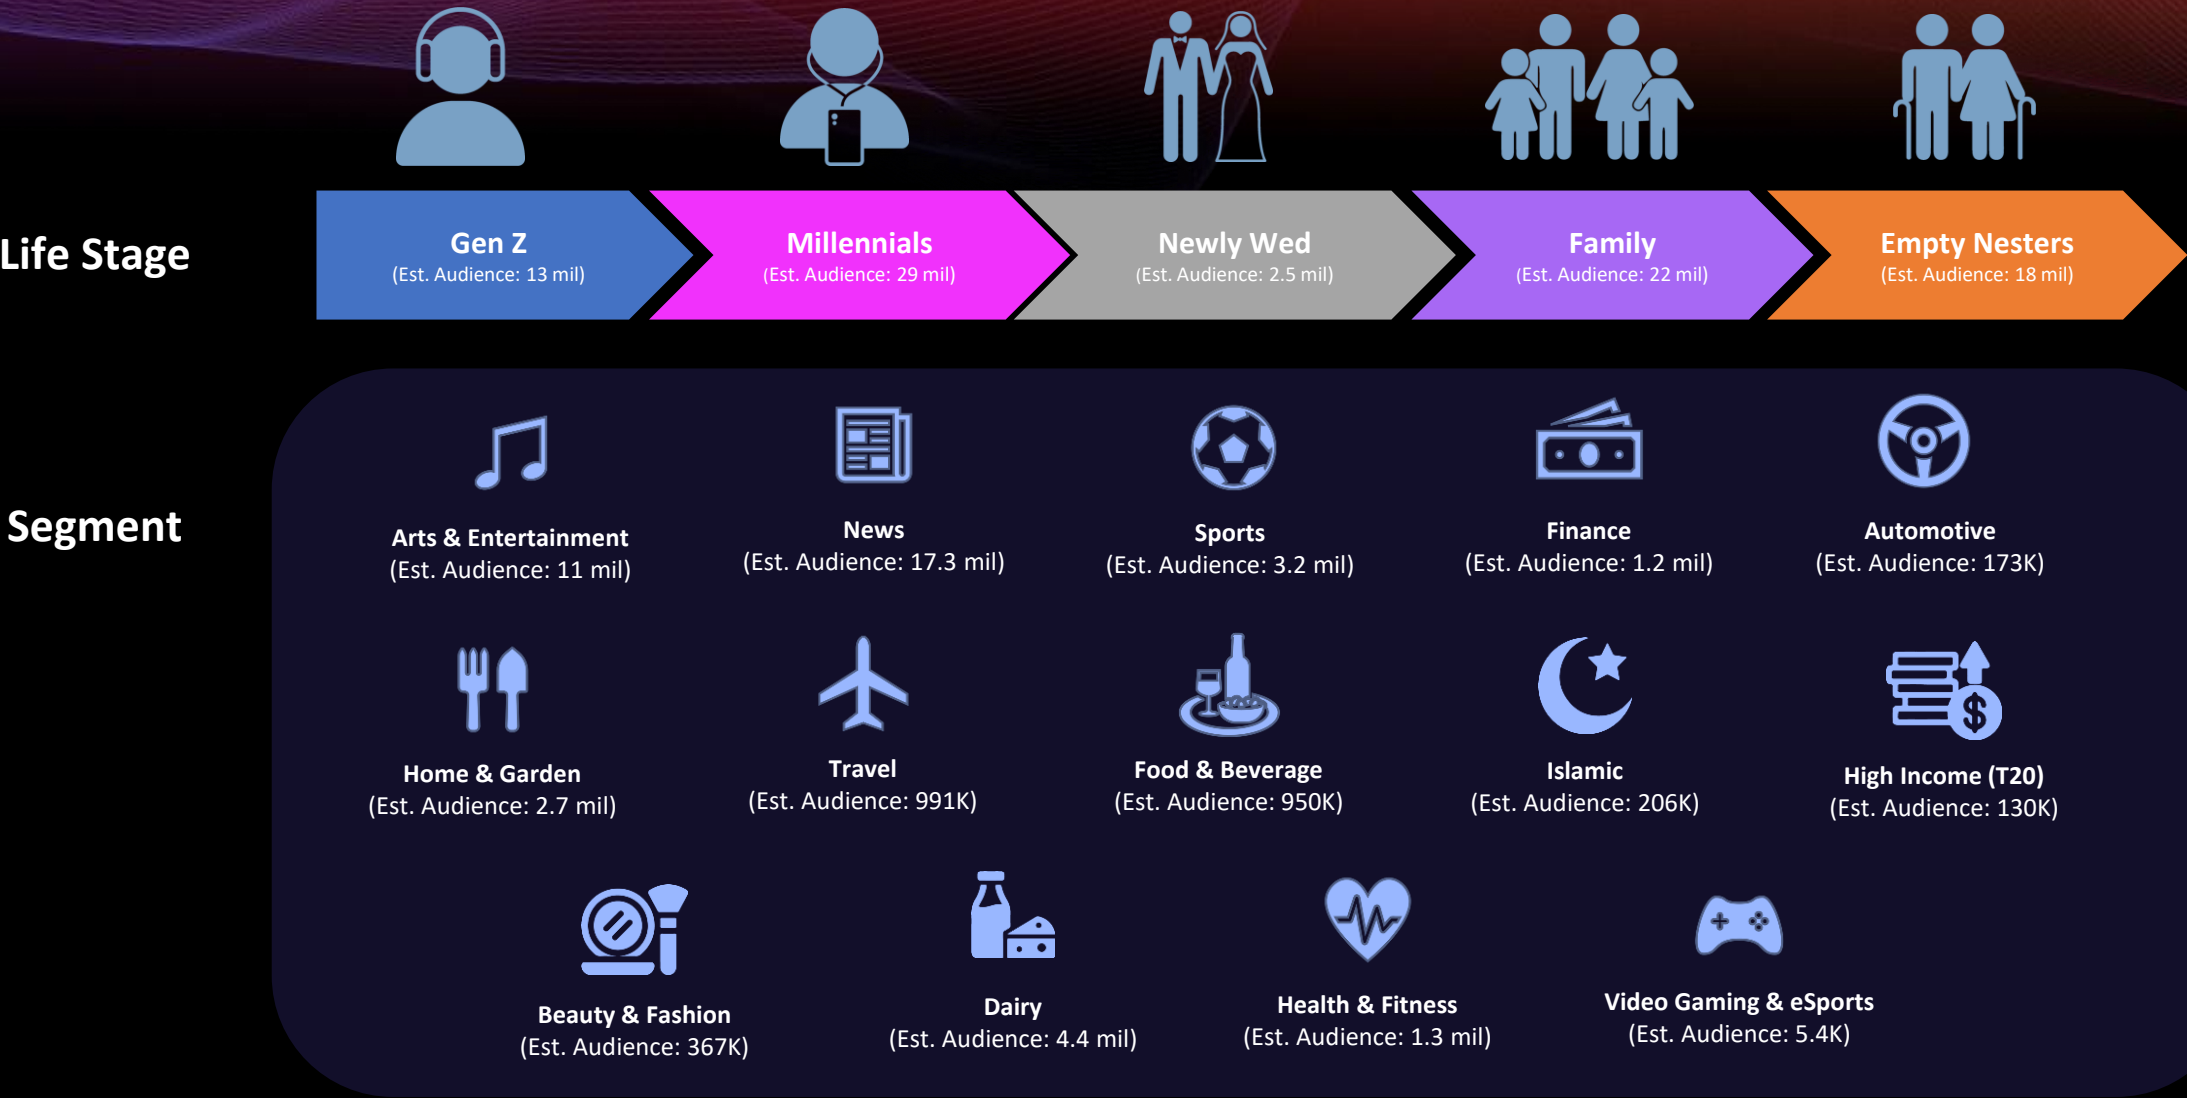 Life Stage
Gen Z
(Est. Audience: 13 mil)
Millennials
(Est. Audience: 29 mil)
Newly Wed
(Est. Audience: 2.5 mil)
Family
(Est. Audience: 22 mil)
Empty Nesters
(Est. Audience: 18 mil)
Segment
Arts & Entertainment
(Est. Audience: 11 mil)
News
(Est. Audience: 17.3 mil)
Sports
(Est. Audience: 3.2 mil)
Finance
(Est. Audience: 1.2 mil)
Automotive
(Est. Audience: 173K)
Home & Garden
(Est. Audience: 2.7 mil)
Travel
(Est. Audience: 991K)
Food & Beverage
(Est. Audience: 950K)
Islamic
(Est. Audience: 206K)
High Income (T20)
(Est. Audience: 130K)
Beauty & Fashion
(Est. Audience: 367K)
Dairy
(Est. Audience: 4.4 mil)
Health & Fitness
(Est. Audience: 1.3 mil)
Video Gaming & eSports
(Est. Audience: 5.4K)